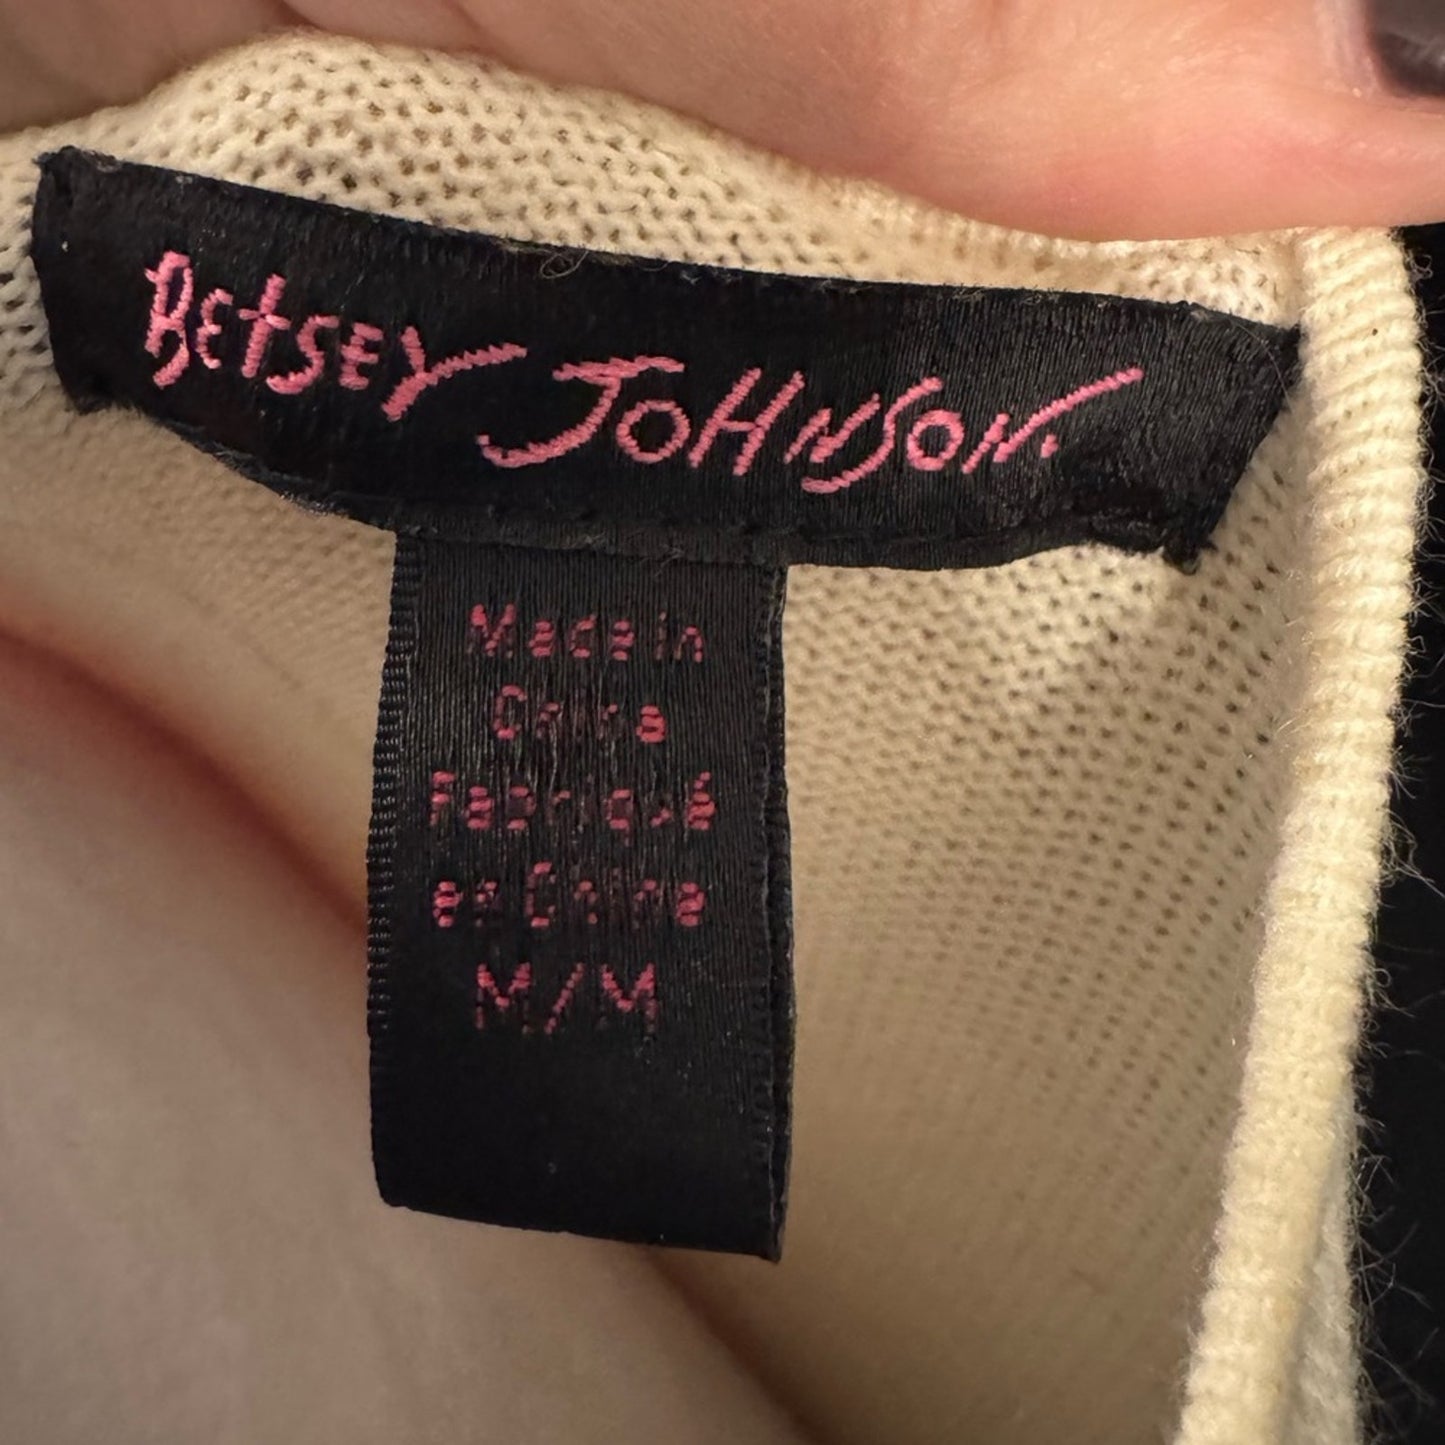 BETSEY JOHNSON.
Made in
China
Fabriqué
en Chine
M/M